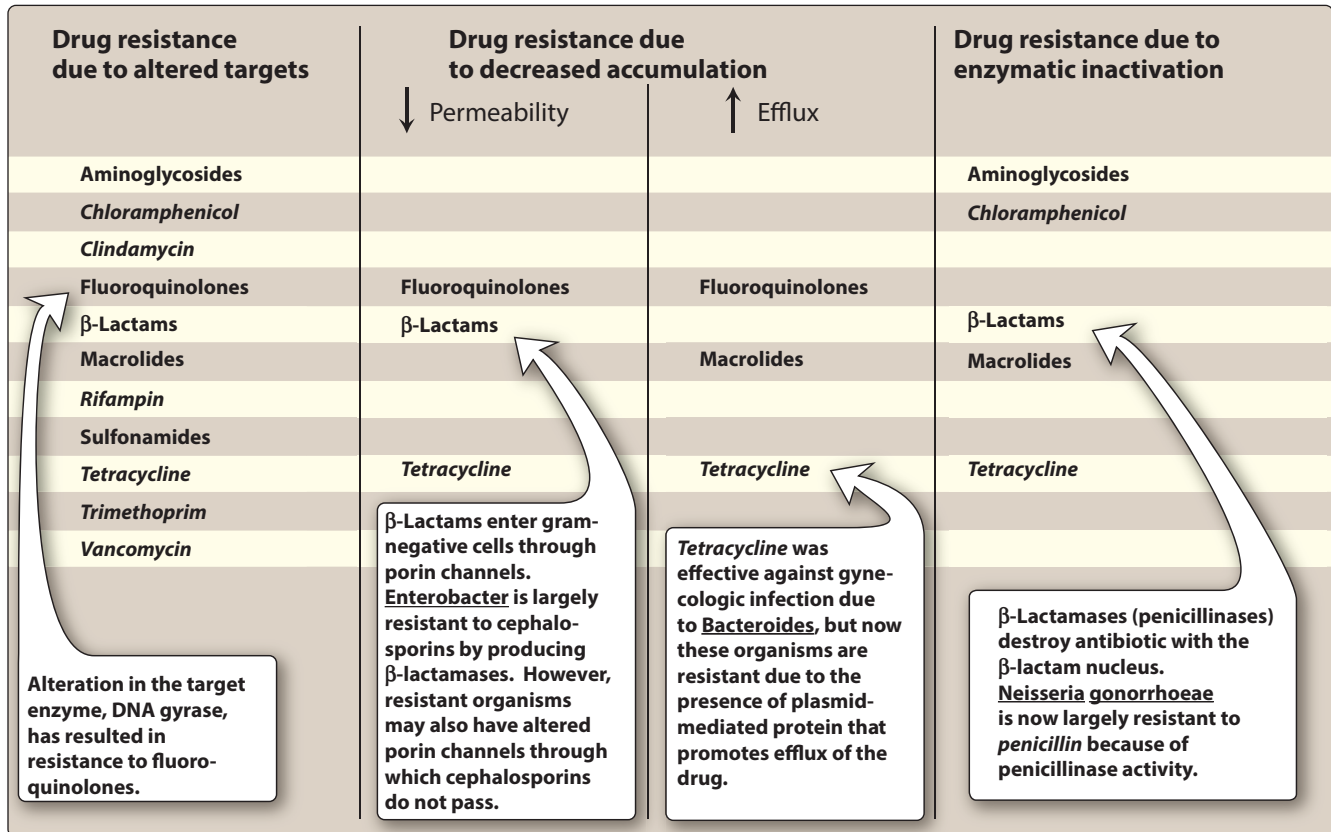 Drug resistance
due to altered targets
Drug resistance due
to decreased accumulation
↓ Permeability
↑ Efflux
Drug resistance due to
enzymatic inactivation
Aminoglycosides
Chloramphenicol
Clindamycin
Fluoroquinolones
β-Lactams
Macrolides
Rifampin
Sulfonamides
Tetracycline
Trimethoprim
Vancomycin
Fluoroquinolones
β-Lactams
Tetracycline
Fluoroquinolones
Macrolides
Tetracycline
Aminoglycosides
Chloramphenicol
β-Lactams
Macrolides
Tetracycline
Alteration in the target
enzyme, DNA gyrase,
has resulted in
resistance to fluoro-
quinolones.
β-Lactams enter gram-
negative cells through
porin channels.
Enterobacter is largely
resistant to cephalo-
sporins by producing
β-lactamases. However,
resistant organisms
may also have altered
porin channels through
which cephalosporins
do not pass.
Tetracycline was
effective against gyne-
cologic infection due
to Bacteroides, but now
these organisms are
resistant due to the
presence of plasmid-
mediated protein that
promotes efflux of the
drug.
β-Lactamases (penicillinases)
destroy antibiotic with the
β-lactam nucleus.
Neisseria gonorrhoeae
is now largely resistant to
penicillin because of
penicillinase activity.